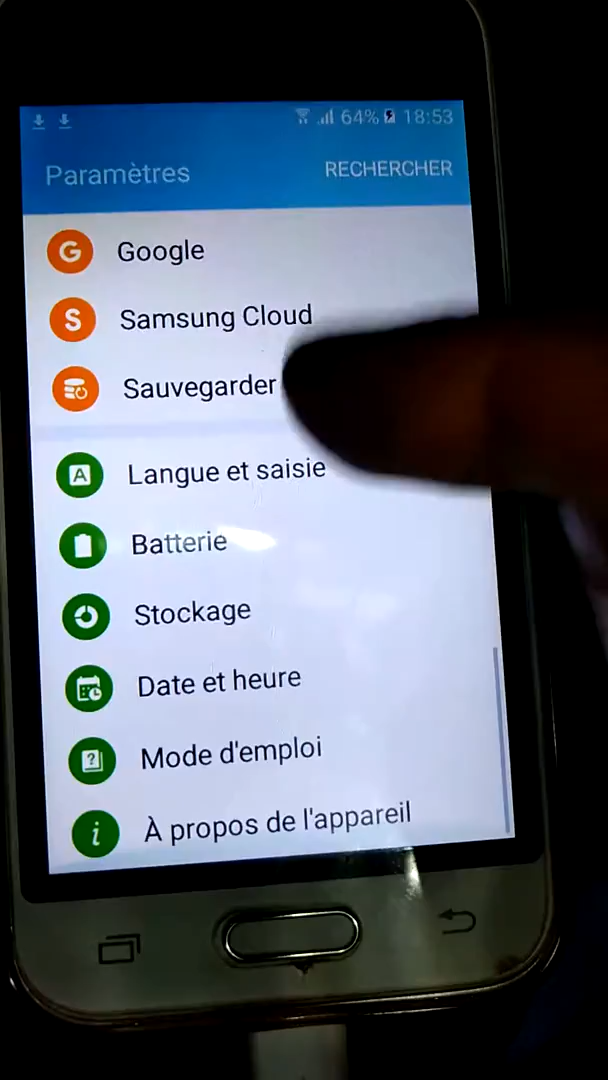 64% 18:53
Paramètres RECHERCHER
G Google
S Samsung Cloud
Sauvegarder
A Langue et saisie
Batterie
Stockage
Date et heure
? Mode d'emploi
i À propos de l'appareil